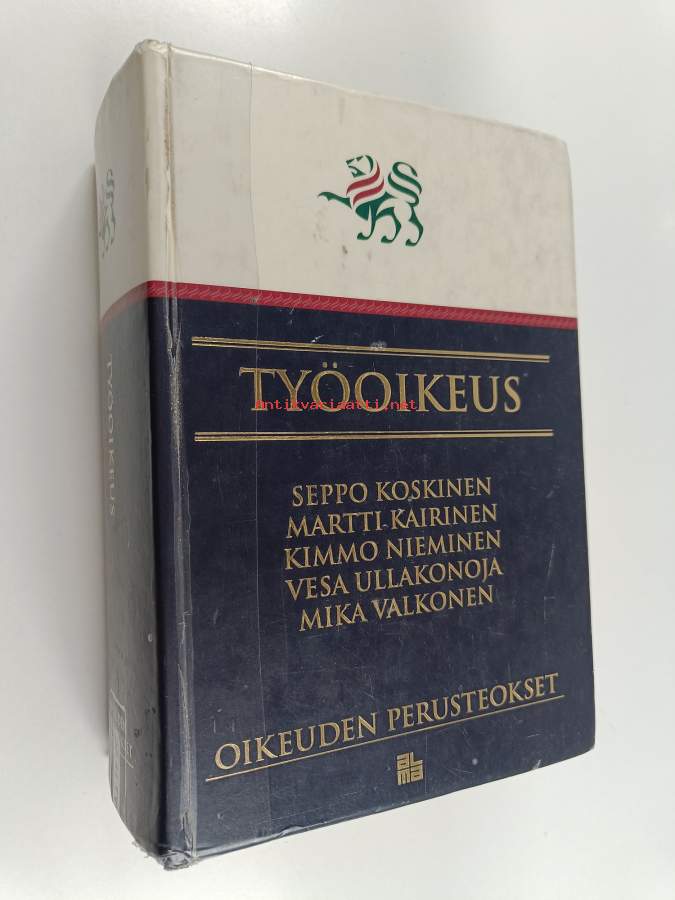 TYÖOIKEUS
antikvariaatti.net
SEPPO KOSKINEN
MARTTI KAIRINEN
KIMMO NIEMINEN
VESA ULLAKONOJA
MIKA VALKONEN
OIKEUDEN PERUSTEOKSET
ALMA
TYÖOIKEUS